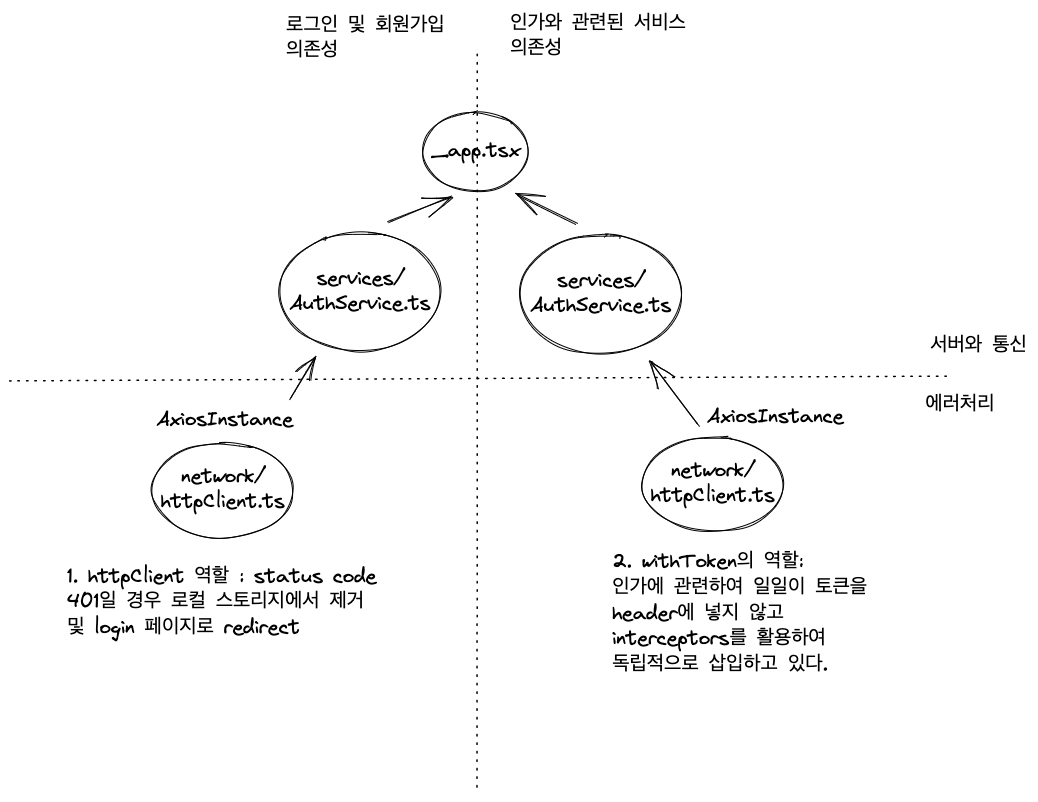 로그인 및 회원가입
의존성
인가와 관련된 서비스
의존성
_app.tsx
services/
AuthService.ts
services/
AuthService.ts
서버와 통신
에러처리
AxiosInstance
network/
httpClient.ts
AxiosInstance
network/
httpClient.ts
1. httpClient 역할 : status code
401일 경우 로컬 스토리지에서 제거
및 login 페이지로 redirect
2. withToken의 역할:
인가에 관련하여 일일이 토큰을
header에 넣지 않고
interceptors를 활용하여
독립적으로 삽입하고 있다.